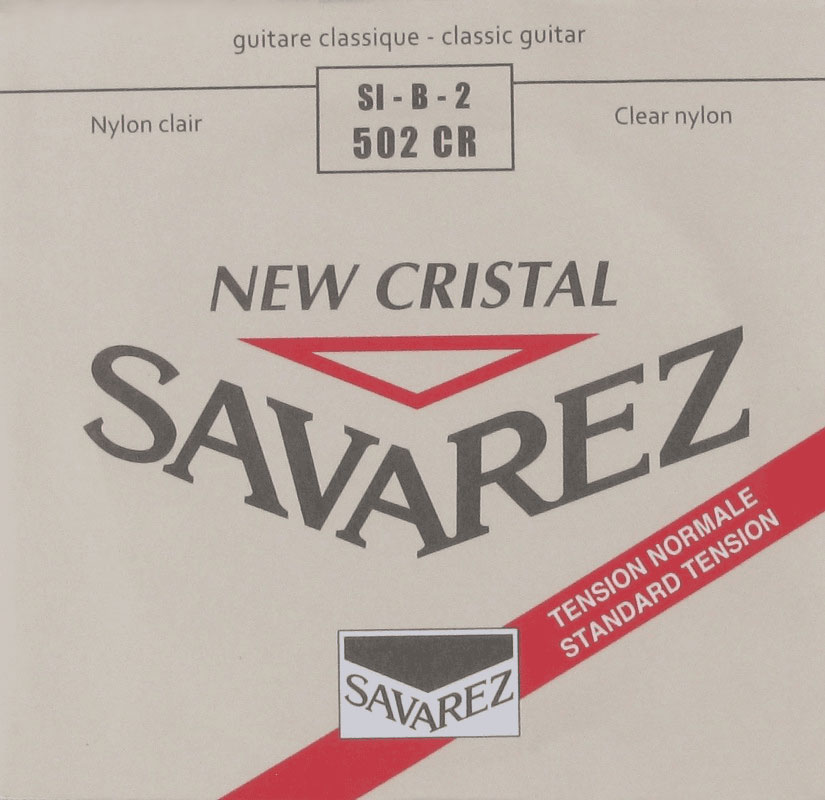 guitare classique - classic guitar
SI - B - 2
502 CR
Nylon clair
Clear nylon
NEW CRISTAL
SAVAREZ
TENSION NORMALE
STANDARD TENSION
SAVAREZ